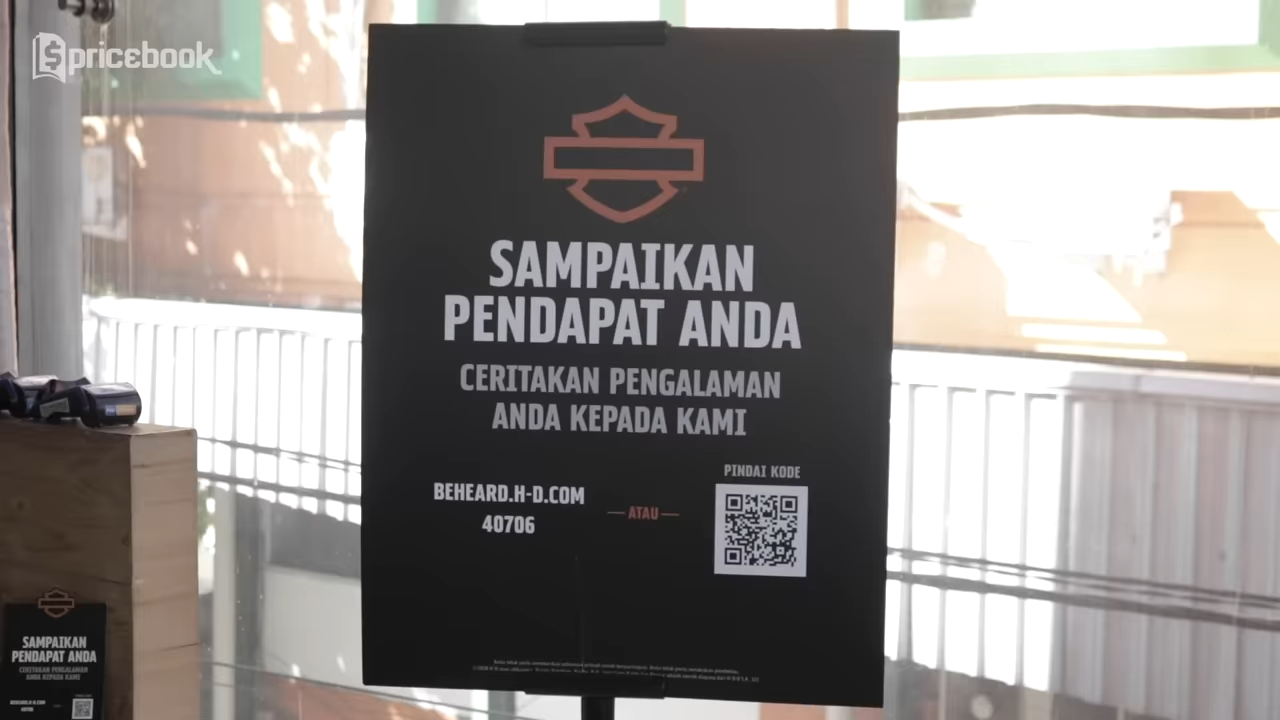 pricebook
SAMPAIKAN
PENDAPAT ANDA
CERITAKAN PENGALAMAN
ANDA KEPADA KAMI
PINDAI KODE
BEHEARD.H-D.COM
ATAU
40706
SAMPAIKAN
PENDAPAT ANDA
CERITAKAN PENGALAMAN
ANDA KEPADA KAMI
BEHEARD.H-D.COM
40706